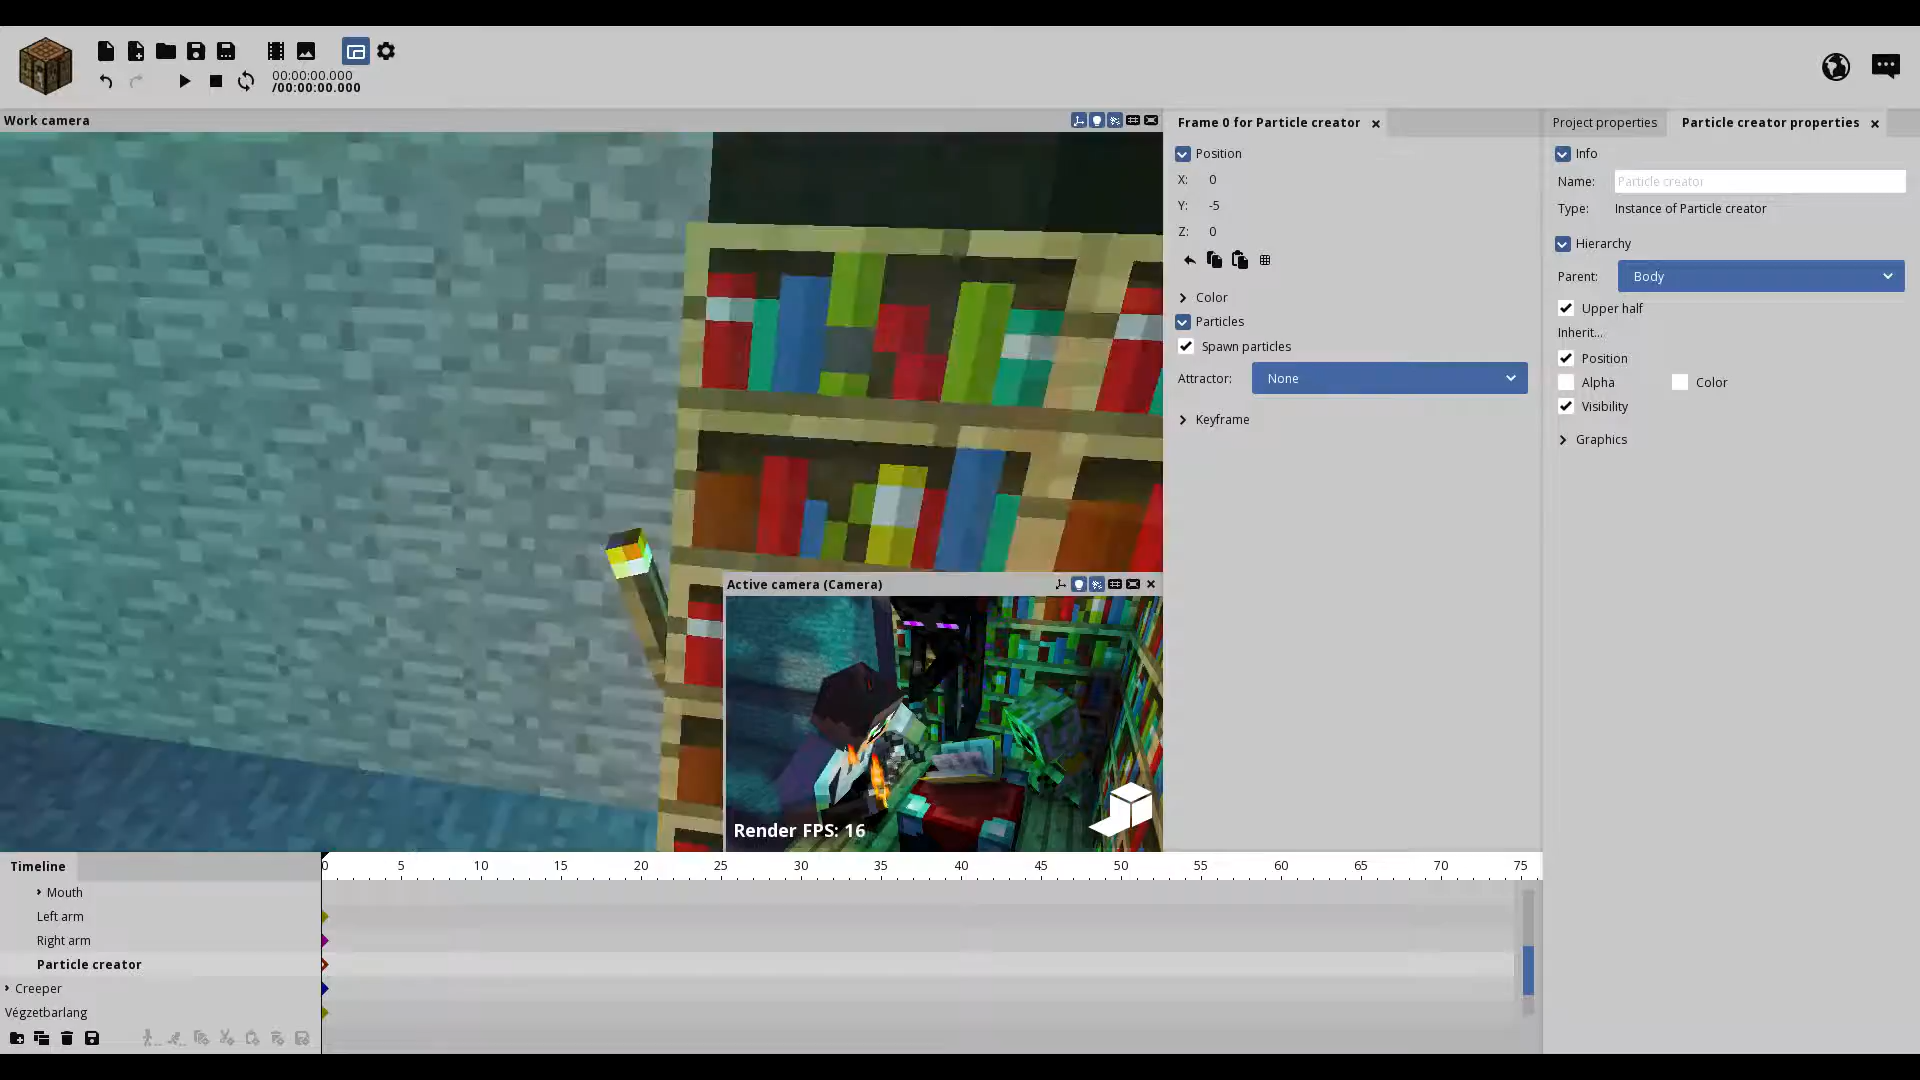 00:00:00.000
/00:00:00.000
Work camera
Frame 0 for Particle creator
Position
X: 0
Y: -5
Z: 0
Color
Particles
Spawn particles
Attractor: None
Keyframe
Project properties
Particle creator properties
Info
Name: Particle creator
Type: Instance of Particle creator
Hierarchy
Parent: Body
Upper half
Inherit...
Position
Alpha Color
Visibility
Graphics
Active camera (Camera)
Render FPS: 16
Timeline
0 5 10 15 20 25 30 35 40 45 50 55 60 65 70 75
Mouth
Left arm
Right arm
Particle creator
Creeper
Végzetbarlang